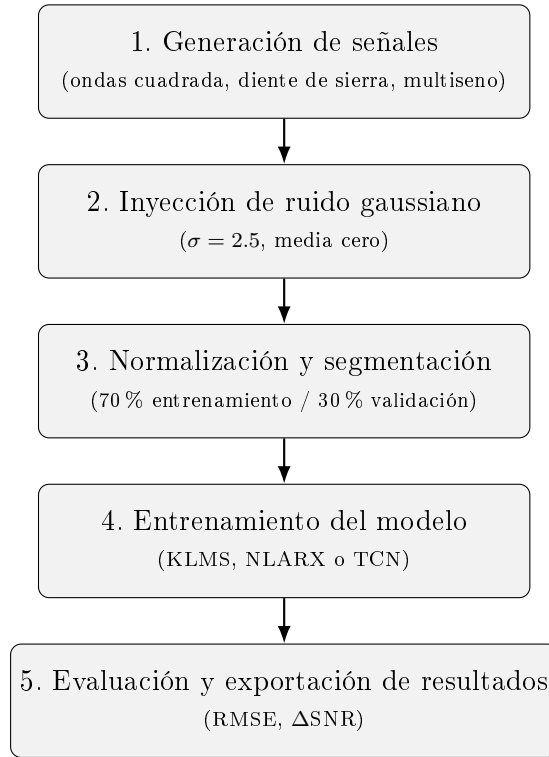 1. Generación de señales
(ondas cuadrada, diente de sierra, multiseno)
2. Inyección de ruido gaussiano
(σ = 2.5, media cero)
3. Normalización y segmentación
(70 % entrenamiento / 30 % validación)
4. Entrenamiento del modelo
(KLMS, NLARX o TCN)
5. Evaluación y exportación de resultados
(RMSE, ΔSNR)